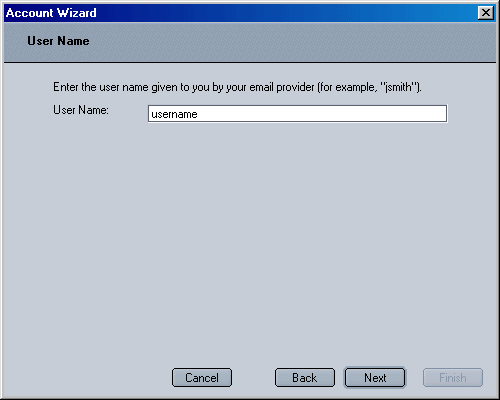 Account Wizard
User Name
Enter the user name given to you by your email provider (for example, "jsmith").
User Name:
username
Cancel
Back
Next
Finish